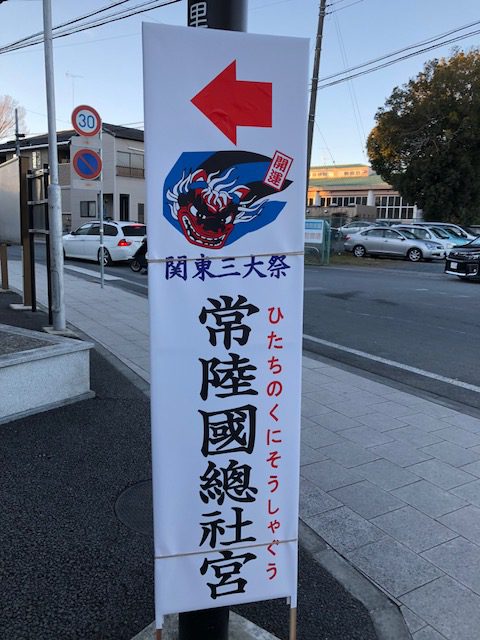 里
30
開運
関東三大祭
常陸國總社宮
ひたちのくにそうしゃぐう